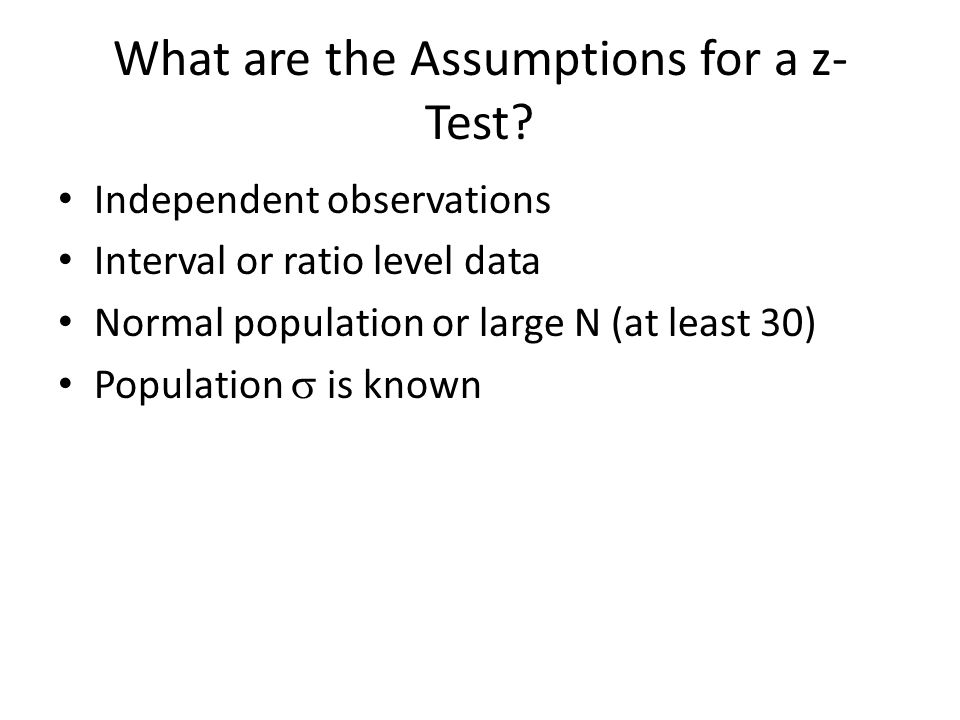 What are the Assumptions for a z-
Test?
• Independent observations
• Interval or ratio level data
• Normal population or large N (at least 30)
• Population σ is known